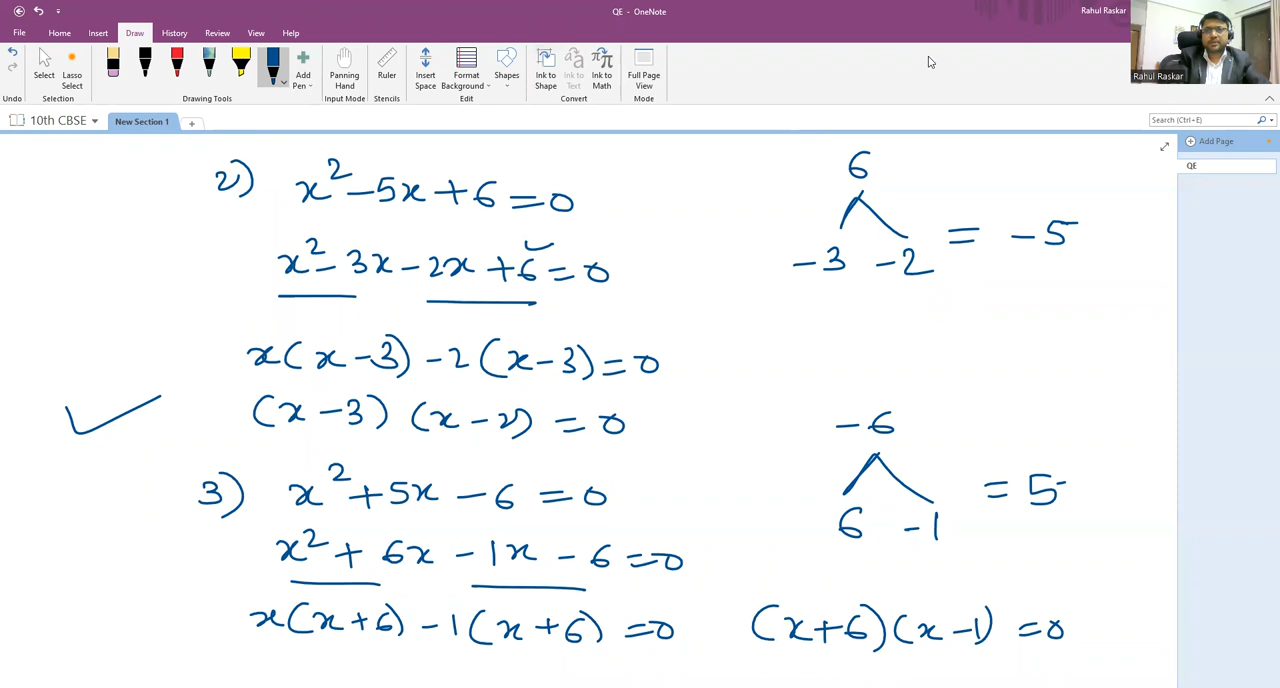 QE - OneNote
Rahul Raskar
File Home Insert Draw History Review View Help
Undo
Select
Lasso Select
Add Pen
Panning Hand
Ruler
Insert Space
Format Background
Shapes
Ink to Shape
Ink to Text
Ink to Math
Full Page View
Selection Drawing Tools Input Mode Stencils Edit Convert Mode
Rahul Raskar
10th CBSE New Section 1
Search (Ctrl+E)
Add Page
QE
2) x² - 5x + 6 = 0
x² - 3x - 2x + 6 = 0
x(x - 3) - 2(x - 3) = 0
(x - 3) (x - 2) = 0
6
-3 -2 = -5
3) x² + 5x - 6 = 0
x² + 6x - 1x - 6 = 0
x(x + 6) - 1(x + 6) = 0
-6
6 -1 = 5
(x + 6)(x - 1) = 0